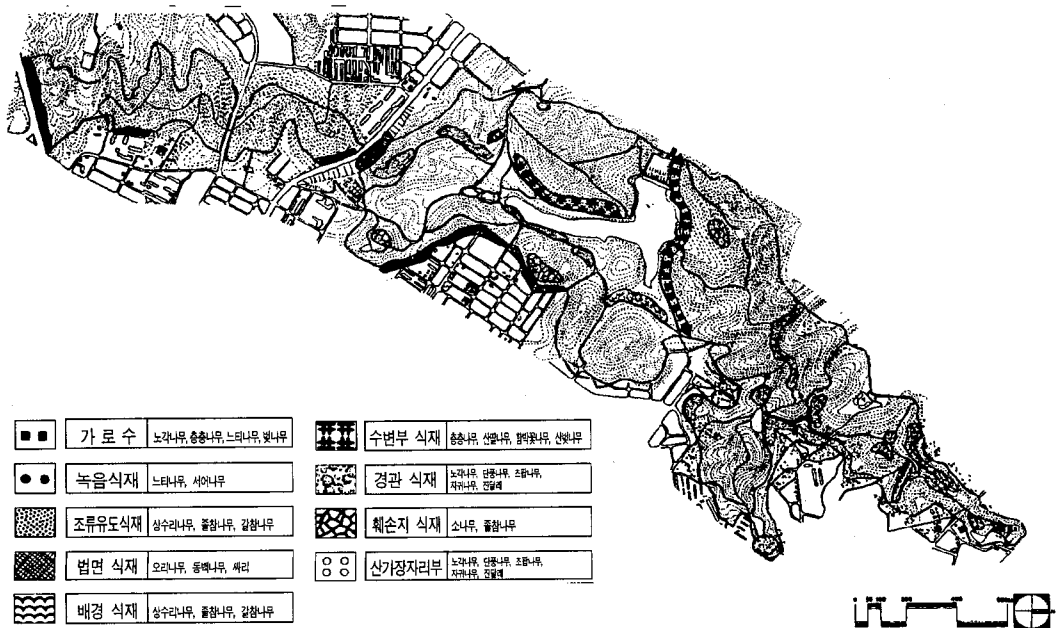 가로수 노각나무, 층층나무, 느티나무, 벚나무
녹음식재 느티나무, 서어나무
조류유도식재 상수리나무, 졸참나무, 갈참나무
법면 식재 오리나무, 동백나무, 싸리
배경 식재 상수리나무, 졸참나무, 갈참나무
수변부 식재 층층나무, 산딸나무, 함박꽃나무, 산벚나무
경관 식재 노각나무, 단풍나무, 조팝나무,
자귀나무, 진달래
훼손지 식재 소나무, 졸참나무
산가장자리부 노각나무, 단풍나무, 조팝나무,
자귀나무, 진달래